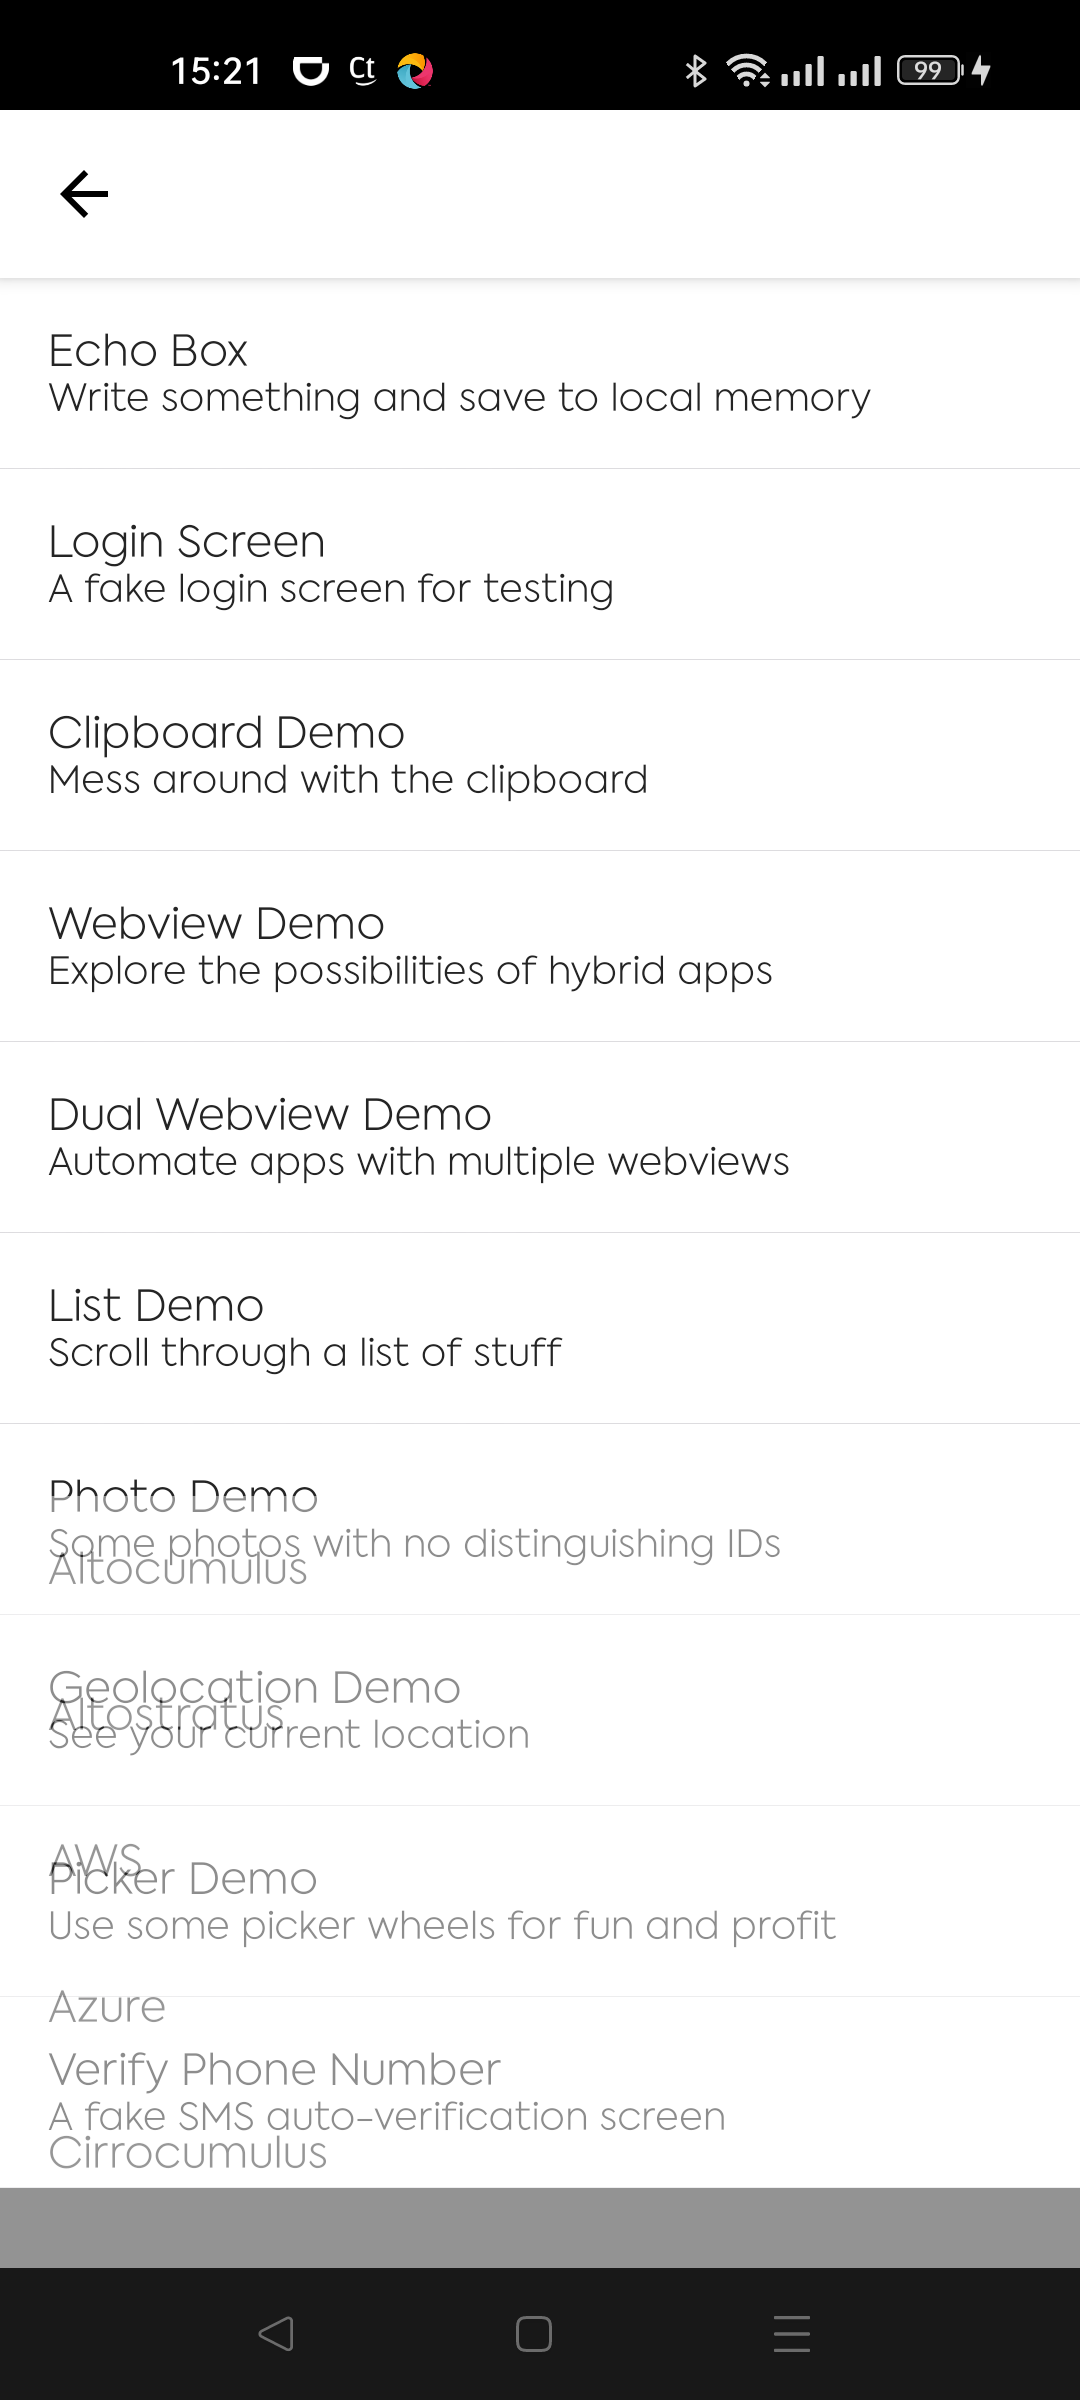 15:21 Ct 99
Echo Box
Write something and save to local memory
Login Screen
A fake login screen for testing
Clipboard Demo
Mess around with the clipboard
Webview Demo
Explore the possibilities of hybrid apps
Dual Webview Demo
Automate apps with multiple webviews
List Demo
Scroll through a list of stuff
Photo Demo
Some photos with no distinguishing IDs
Altocumulus
Geolocation Demo
Altostratus
See your current location
AWS
Picker Demo
Use some picker wheels for fun and profit
Azure
Verify Phone Number
A fake SMS auto-verification screen
Cirrocumulus